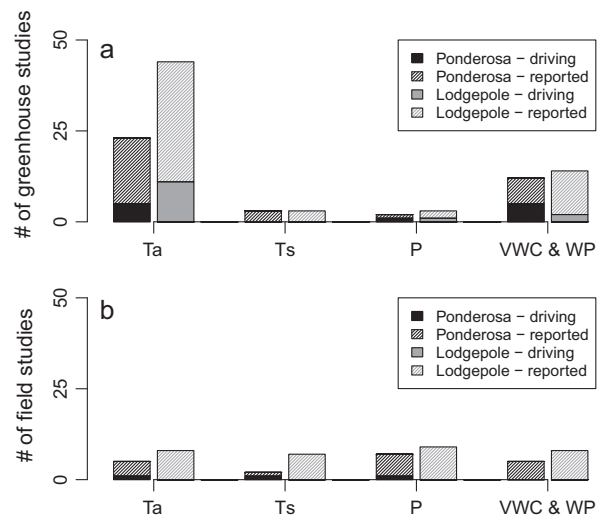 a
# of greenhouse studies
50
25
0
Ponderosa − driving
Ponderosa − reported
Lodgepole − driving
Lodgepole − reported
Ta
Ts
P
VWC & WP
b
# of field studies
50
25
0
Ponderosa − driving
Ponderosa − reported
Lodgepole − driving
Lodgepole − reported
Ta
Ts
P
VWC & WP